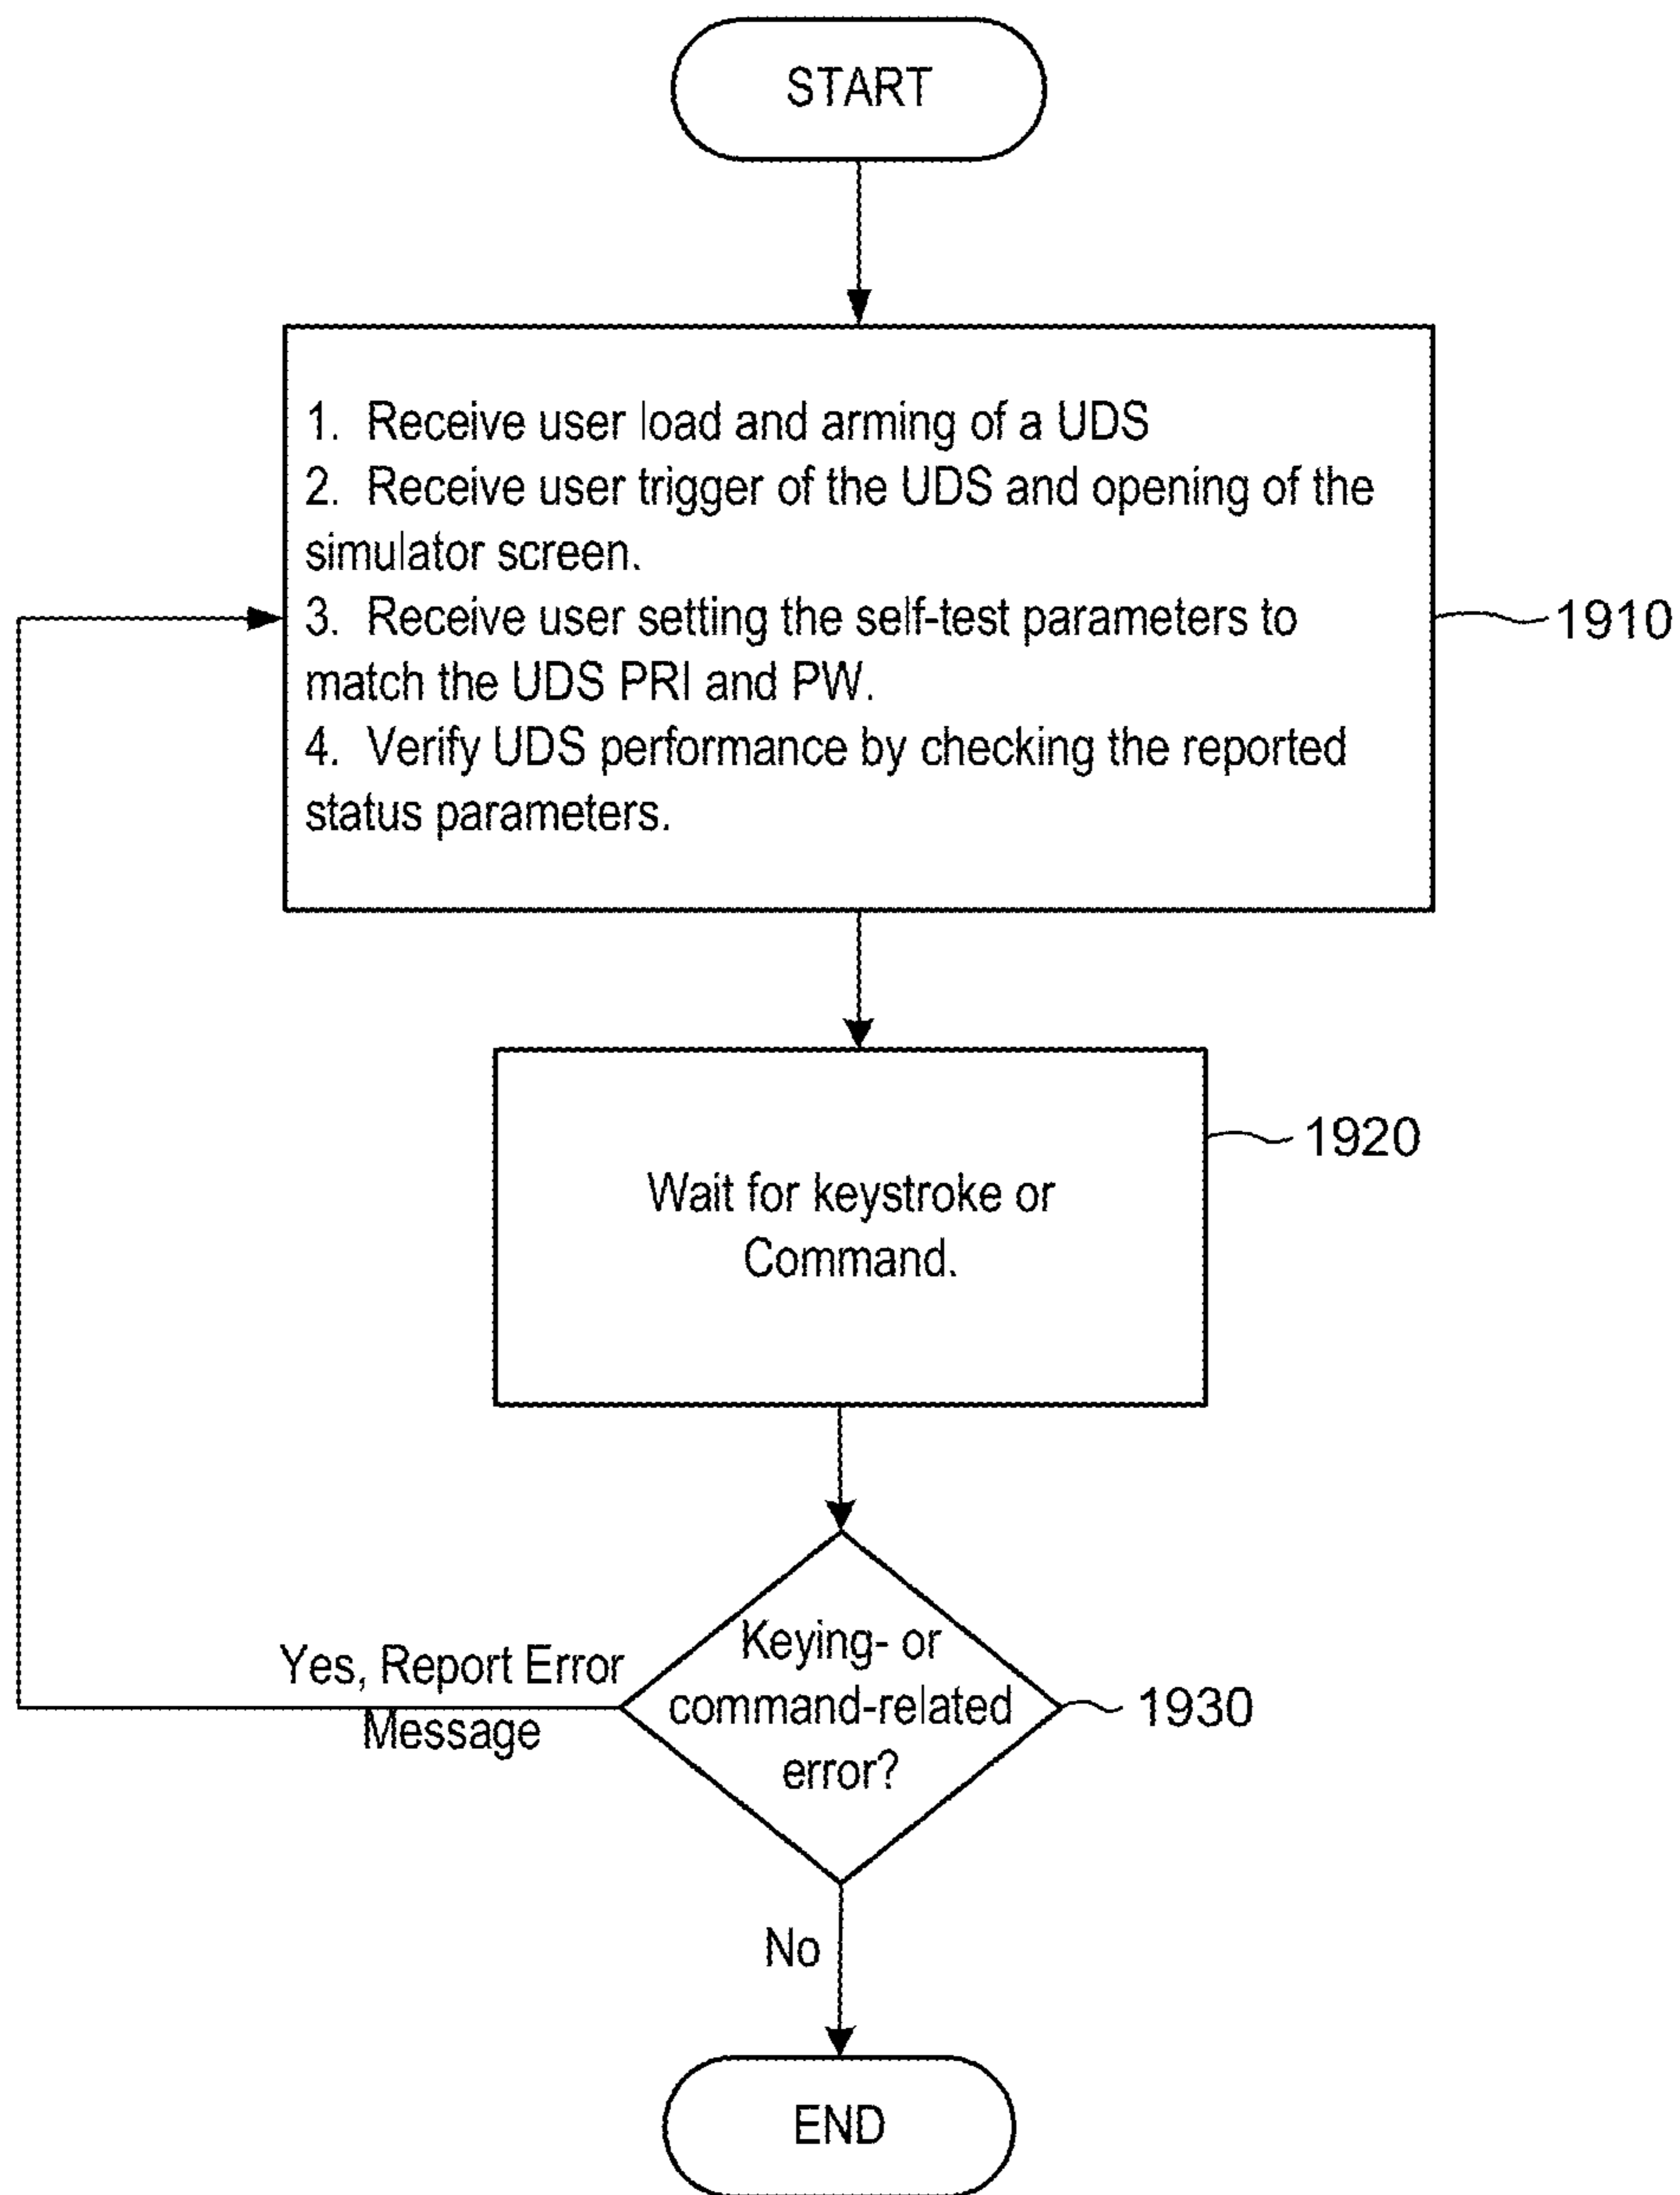 START
1. Receive user load and arming of a UDS
2. Receive user trigger of the UDS and opening of the
simulator screen.
3. Receive user setting the self-test parameters to
match the UDS PRI and PW.
4. Verify UDS performance by checking the reported
status parameters.
1910
Wait for keystroke or
Command.
1920
Keying- or
command-related
error?
1930
Yes, Report Error
Message
No
END